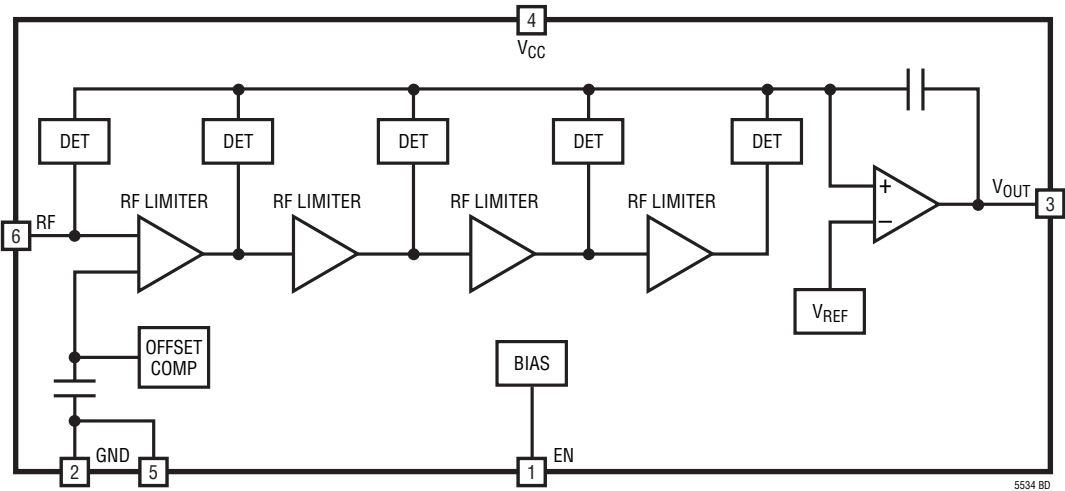 4
VCC
DET
DET
DET
DET
DET
RF LIMITER
RF LIMITER
RF LIMITER
RF LIMITER
6
RF
+
–
VOUT
3
VREF
OFFSET
COMP
BIAS
GND
EN
2
5
1
5534 BD